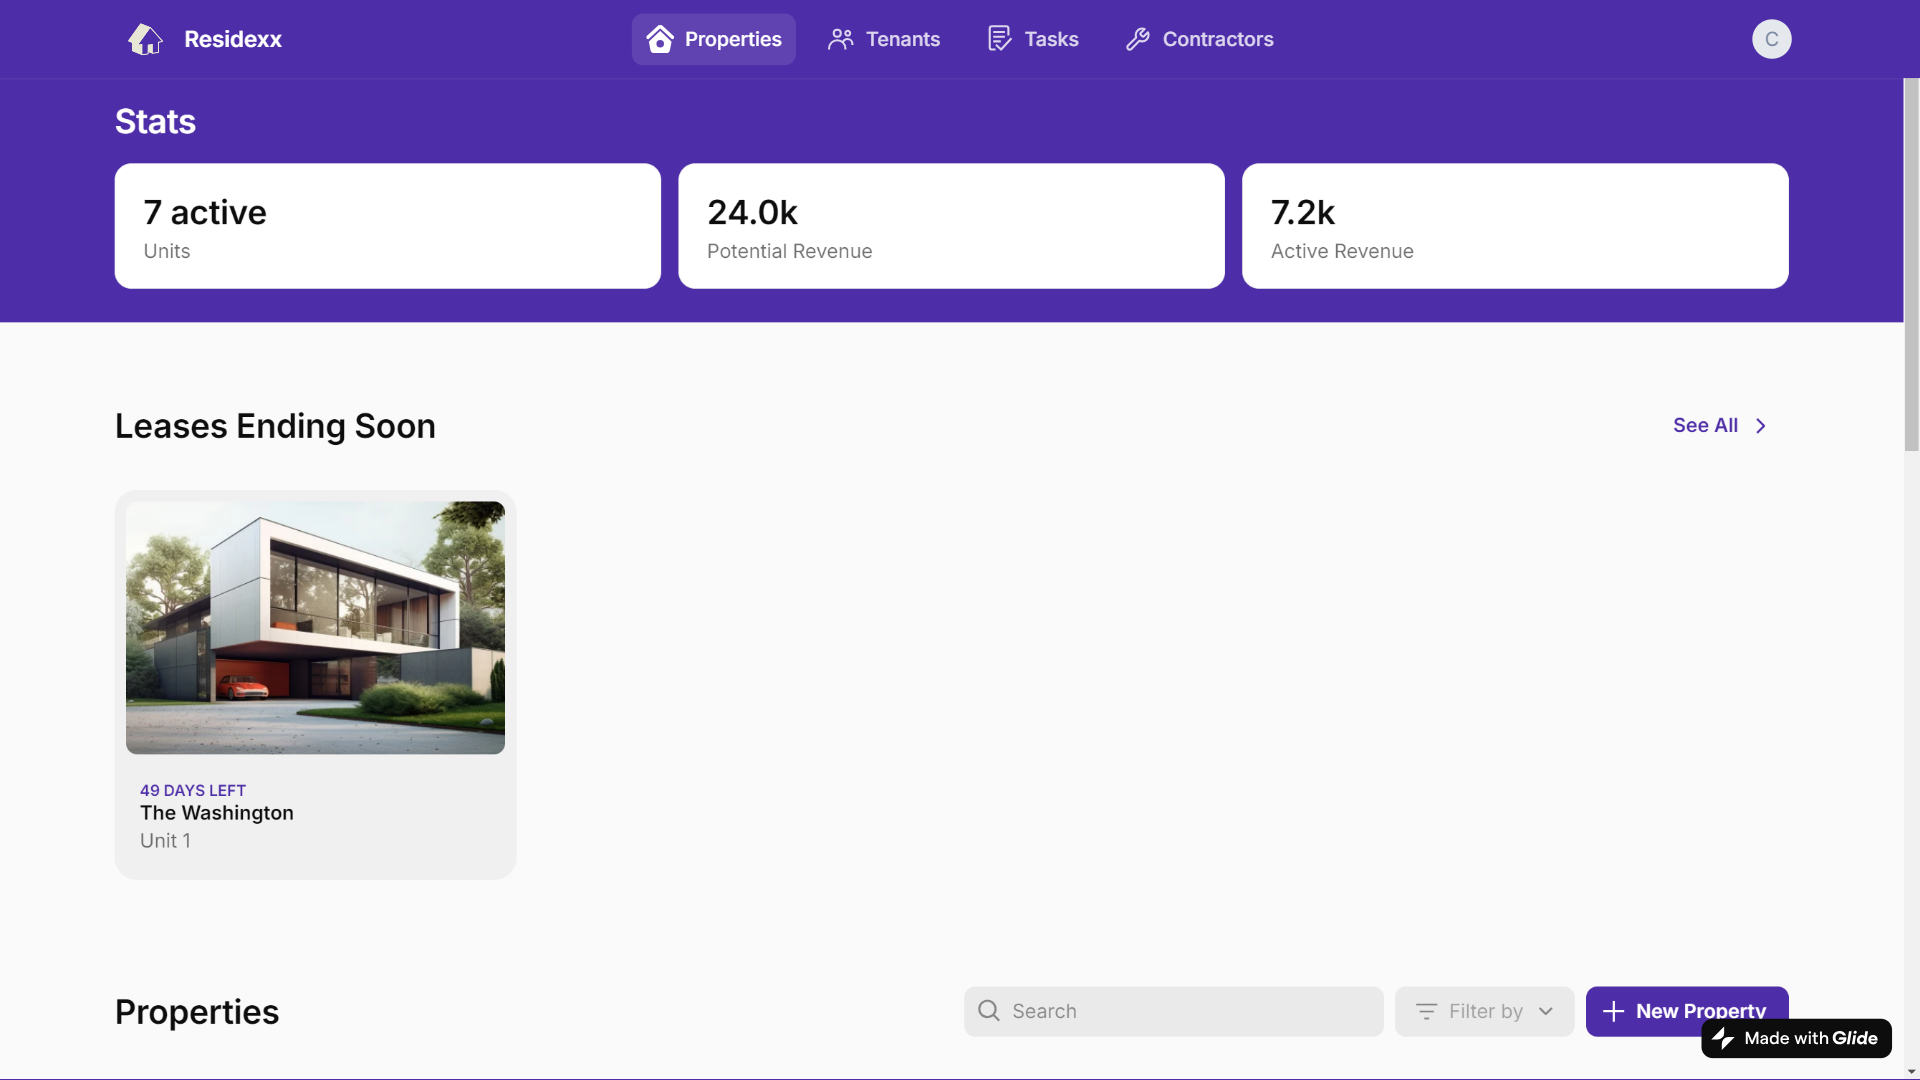 Residexx
Properties
Tenants
Tasks
Contractors
C
Stats
7 active
Units
24.0k
Potential Revenue
7.2k
Active Revenue
Leases Ending Soon
See All
49 DAYS LEFT
The Washington
Unit 1
Properties
Search
Filter by
New Property
Made with Glide